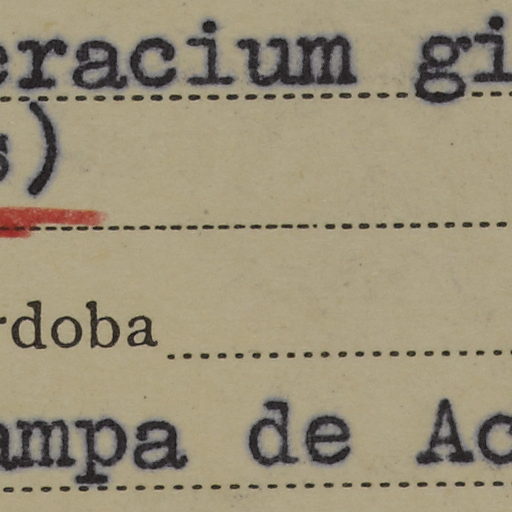 eracium gi
s)
rdoba
ampa de Ac